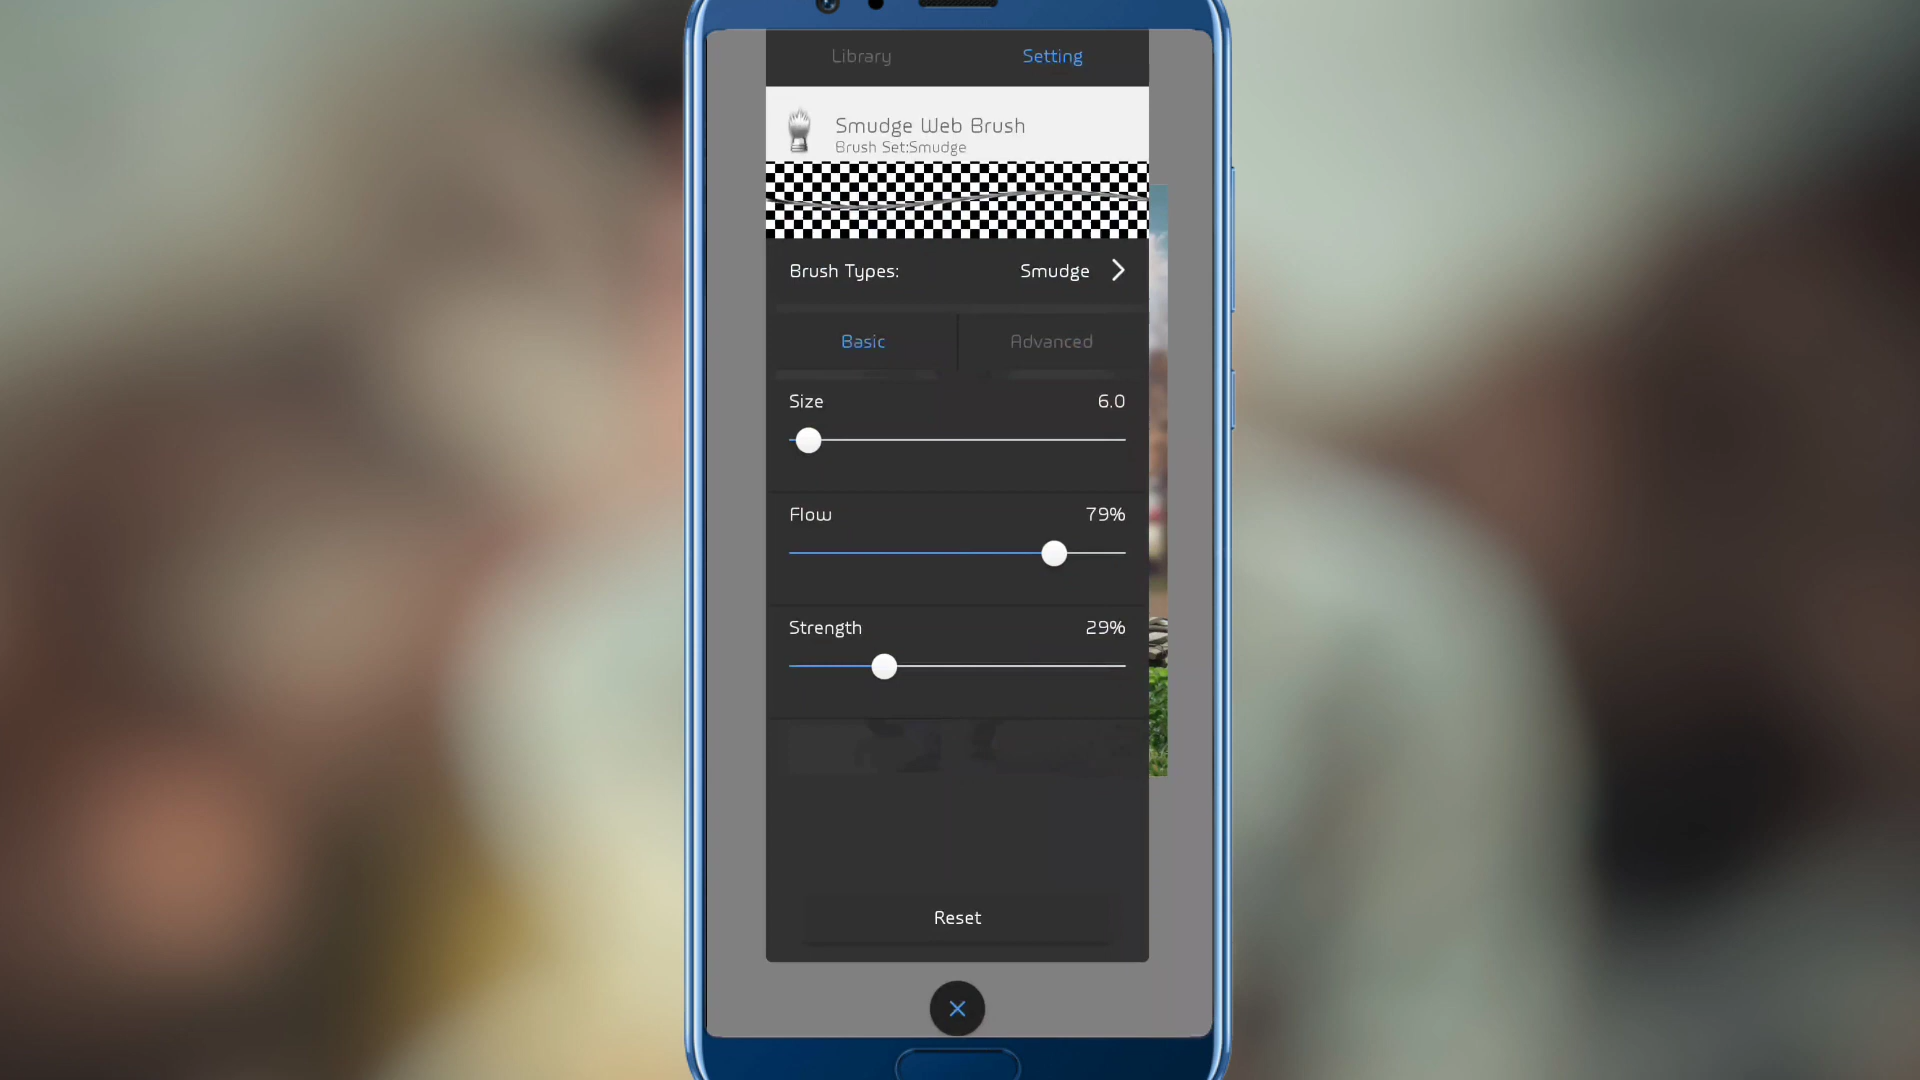 Library Setting
Smudge Web Brush
Brush Set:Smudge
Brush Types: Smudge
Basic Advanced
Size 6.0
Flow 79%
Strength 29%
Reset